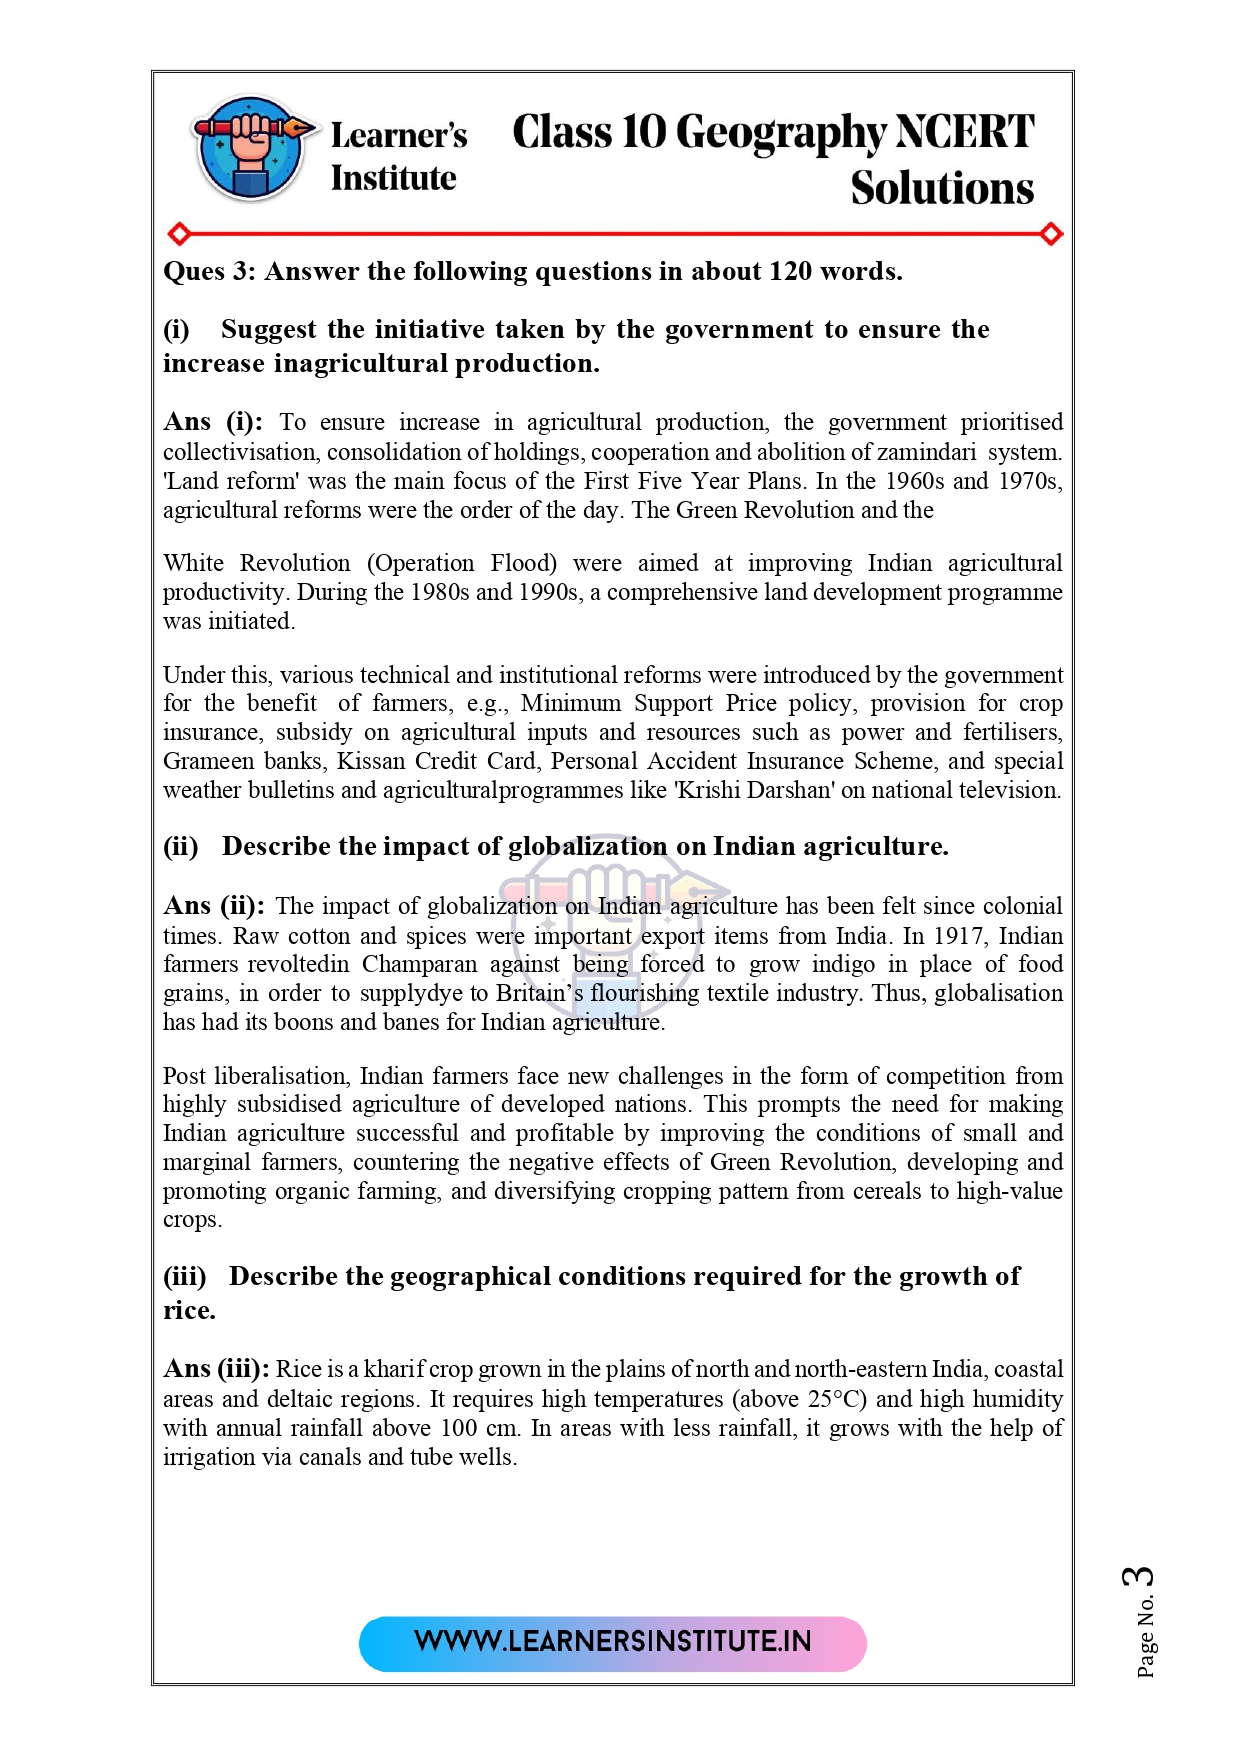 Learner's
Institute
Class 10 Geography NCERT
Solutions
Ques 3: Answer the following questions in about 120 words.
(i) Suggest the initiative taken by the government to ensure the
increase inagricultural production.
Ans (i): To ensure increase in agricultural production, the government prioritised
collectivisation, consolidation of holdings, cooperation and abolition of zamindari system.
'Land reform' was the main focus of the First Five Year Plans. In the 1960s and 1970s,
agricultural reforms were the order of the day. The Green Revolution and the
White Revolution (Operation Flood) were aimed at improving Indian agricultural
productivity. During the 1980s and 1990s, a comprehensive land development programme
was initiated.
Under this, various technical and institutional reforms were introduced by the government
for the benefit of farmers, e.g., Minimum Support Price policy, provision for crop
insurance, subsidy on agricultural inputs and resources such as power and fertilisers,
Grameen banks, Kissan Credit Card, Personal Accident Insurance Scheme, and special
weather bulletins and agriculturalprogrammes like 'Krishi Darshan' on national television.
(ii) Describe the impact of globalization on Indian agriculture.
Ans (ii): The impact of globalization on Indian agriculture has been felt since colonial
times. Raw cotton and spices were important export items from India. In 1917, Indian
farmers revoltedin Champaran against being forced to grow indigo in place of food
grains, in order to supplydye to Britain’s flourishing textile industry. Thus, globalisation
has had its boons and banes for Indian agriculture.
Post liberalisation, Indian farmers face new challenges in the form of competition from
highly subsidised agriculture of developed nations. This prompts the need for making
Indian agriculture successful and profitable by improving the conditions of small and
marginal farmers, countering the negative effects of Green Revolution, developing and
promoting organic farming, and diversifying cropping pattern from cereals to high-value
crops.
(iii) Describe the geographical conditions required for the growth of
rice.
Ans (iii): Rice is a kharif crop grown in the plains of north and north-eastern India, coastal
areas and deltaic regions. It requires high temperatures (above 25°C) and high humidity
with annual rainfall above 100 cm. In areas with less rainfall, it grows with the help of
irrigation via canals and tube wells.
WWW.LEARNERSINSTITUTE.IN
Page No. 3